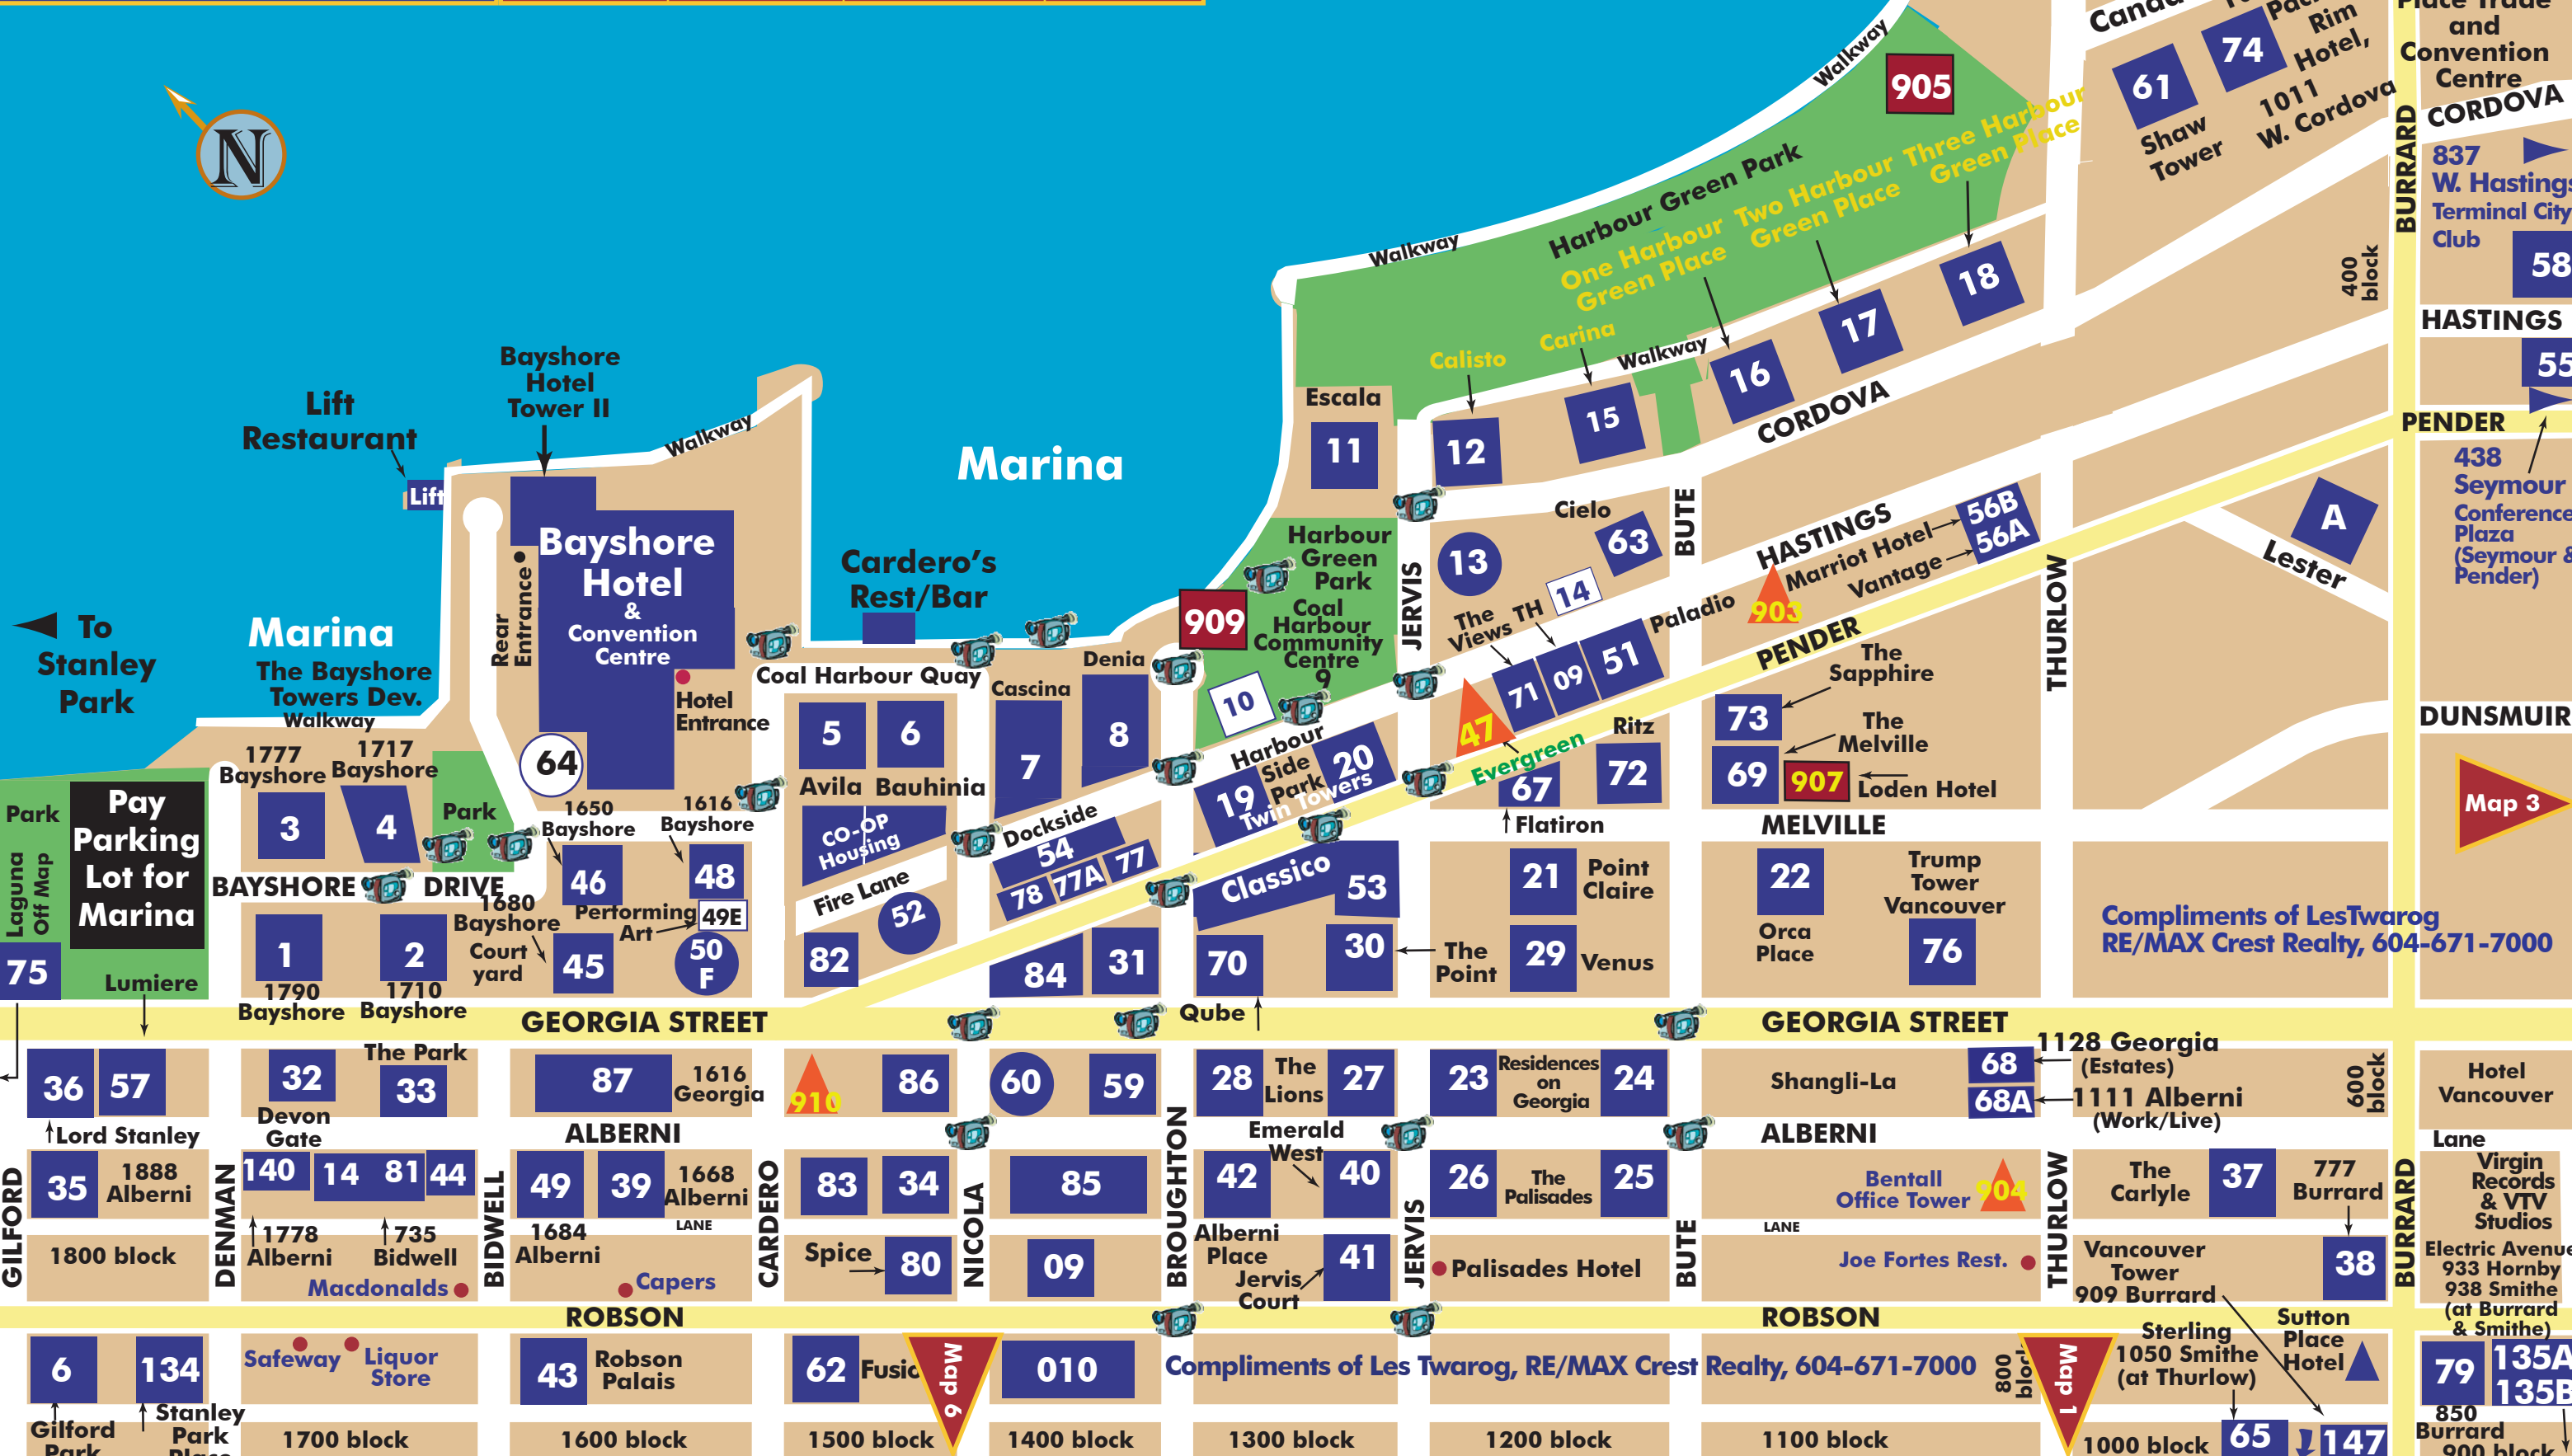 N
Canada
Place Trade
and
Convention
Centre
CORDOVA
905
61
74
Pacific
Rim
Hotel,
1011
W. Cordova
Shaw
Tower
BURRARD
837
W. Hastings
Terminal City
Club
58
400
block
HASTINGS
55
PENDER
438
Seymour
Conference
Plaza
(Seymour &
Pender)
Walkway
Harbour Green Park
Three Harbour
Green Place
Two Harbour
Green Place
One Harbour
Green Place
Walkway
Carina
Calisto
Walkway
18
17
16
15
12
CORDOVA
Escala
11
Bayshore
Hotel
Tower II
Lift
Restaurant
Lift
Walkway
Marina
Bayshore
Hotel
&
Convention
Centre
Rear
Entrance
Hotel
Entrance
64
Cardero's
Rest/Bar
Coal Harbour Quay
To
Stanley
Park
Marina
The Bayshore
Towers Dev.
Walkway
909
Harbour
Green
Park
Coal
Harbour
Community
Centre
9
10
JERVIS
13
Cielo
63
BUTE
HASTINGS
Marriot Hotel
Vantage
56B
56A
903
THURLOW
A
Lester
The
Views
TH
14
71
09
51
Paladio
PENDER
47
Evergreen
Ritz
67
72
Flatiron
The
Sapphire
73
The
Melville
69
907
Loden Hotel
DUNSMUIR
Map 3
MELVILLE
Park
Pay
Parking
Lot for
Marina
Laguna
Off Map
75
Lumiere
1777
Bayshore
1717
Bayshore
3
4
Park
BAYSHORE
DRIVE
1
2
1790
Bayshore
1710
Bayshore
1650
Bayshore
1616
Bayshore
46
48
1680
Bayshore
Performing
Art
49E
Court
yard
45
50
F
5
6
Avila
Bauhinia
CO-OP
Housing
Fire Lane
52
82
Cascina
7
Denia
8
Dockside
54
78
77A
77
84
31
Harbour
Side
Park
Twin Towers
19
20
Classico
53
70
Qube
30
The
Point
21
Point
Claire
29
Venus
22
Orca
Place
Trump
Tower
Vancouver
76
Compliments of LesTwarog
RE/MAX Crest Realty, 604-671-7000
GEORGIA STREET
GEORGIA STREET
36
57
Lord Stanley
32
Devon
Gate
The Park
33
87
1616
Georgia
910
86
60
59
28
The
Lions
27
23
Residences
on
Georgia
24
Shangli-La
68
68A
1128 Georgia
(Estates)
1111 Alberni
(Work/Live)
600
block
Hotel
Vancouver
Lane
ALBERNI
ALBERNI
GILFORD
35
1888
Alberni
1800 block
DENMAN
140
14
81
44
1778
Alberni
735
Bidwell
Macdonalds
BIDWELL
49
39
1668
Alberni
1684
Alberni
LANE
Capers
CARDERO
83
34
Spice
80
NICOLA
85
09
BROUGHTON
Emerald
West
42
40
Alberni
Place
Jervis
Court
41
JERVIS
26
The
Palisades
25
Palisades Hotel
BUTE
Bentall
Office Tower
904
LANE
Joe Fortes Rest.
THURLOW
The
Carlyle
37
777
Burrard
Vancouver
Tower
909 Burrard
38
BURRARD
Virgin
Records
& VTV
Studios
Electric Avenue
933 Hornby
938 Smithe
(at Burrard
& Smithe)
ROBSON
ROBSON
6
134
Gilford
Park
Stanley
Park
Place
Safeway
Liquor
Store
43
Robson
Palais
62
Map 6
010
Compliments of Les Twarog, RE/MAX Crest Realty, 604-671-7000
800
block
Map 1
Sterling
1050 Smithe
(at Thurlow)
Sutton
Place
Hotel
79
135A
135B
850
Burrard
65
147
1700 block
1600 block
1500 block
1400 block
1300 block
1200 block
1100 block
1000 block